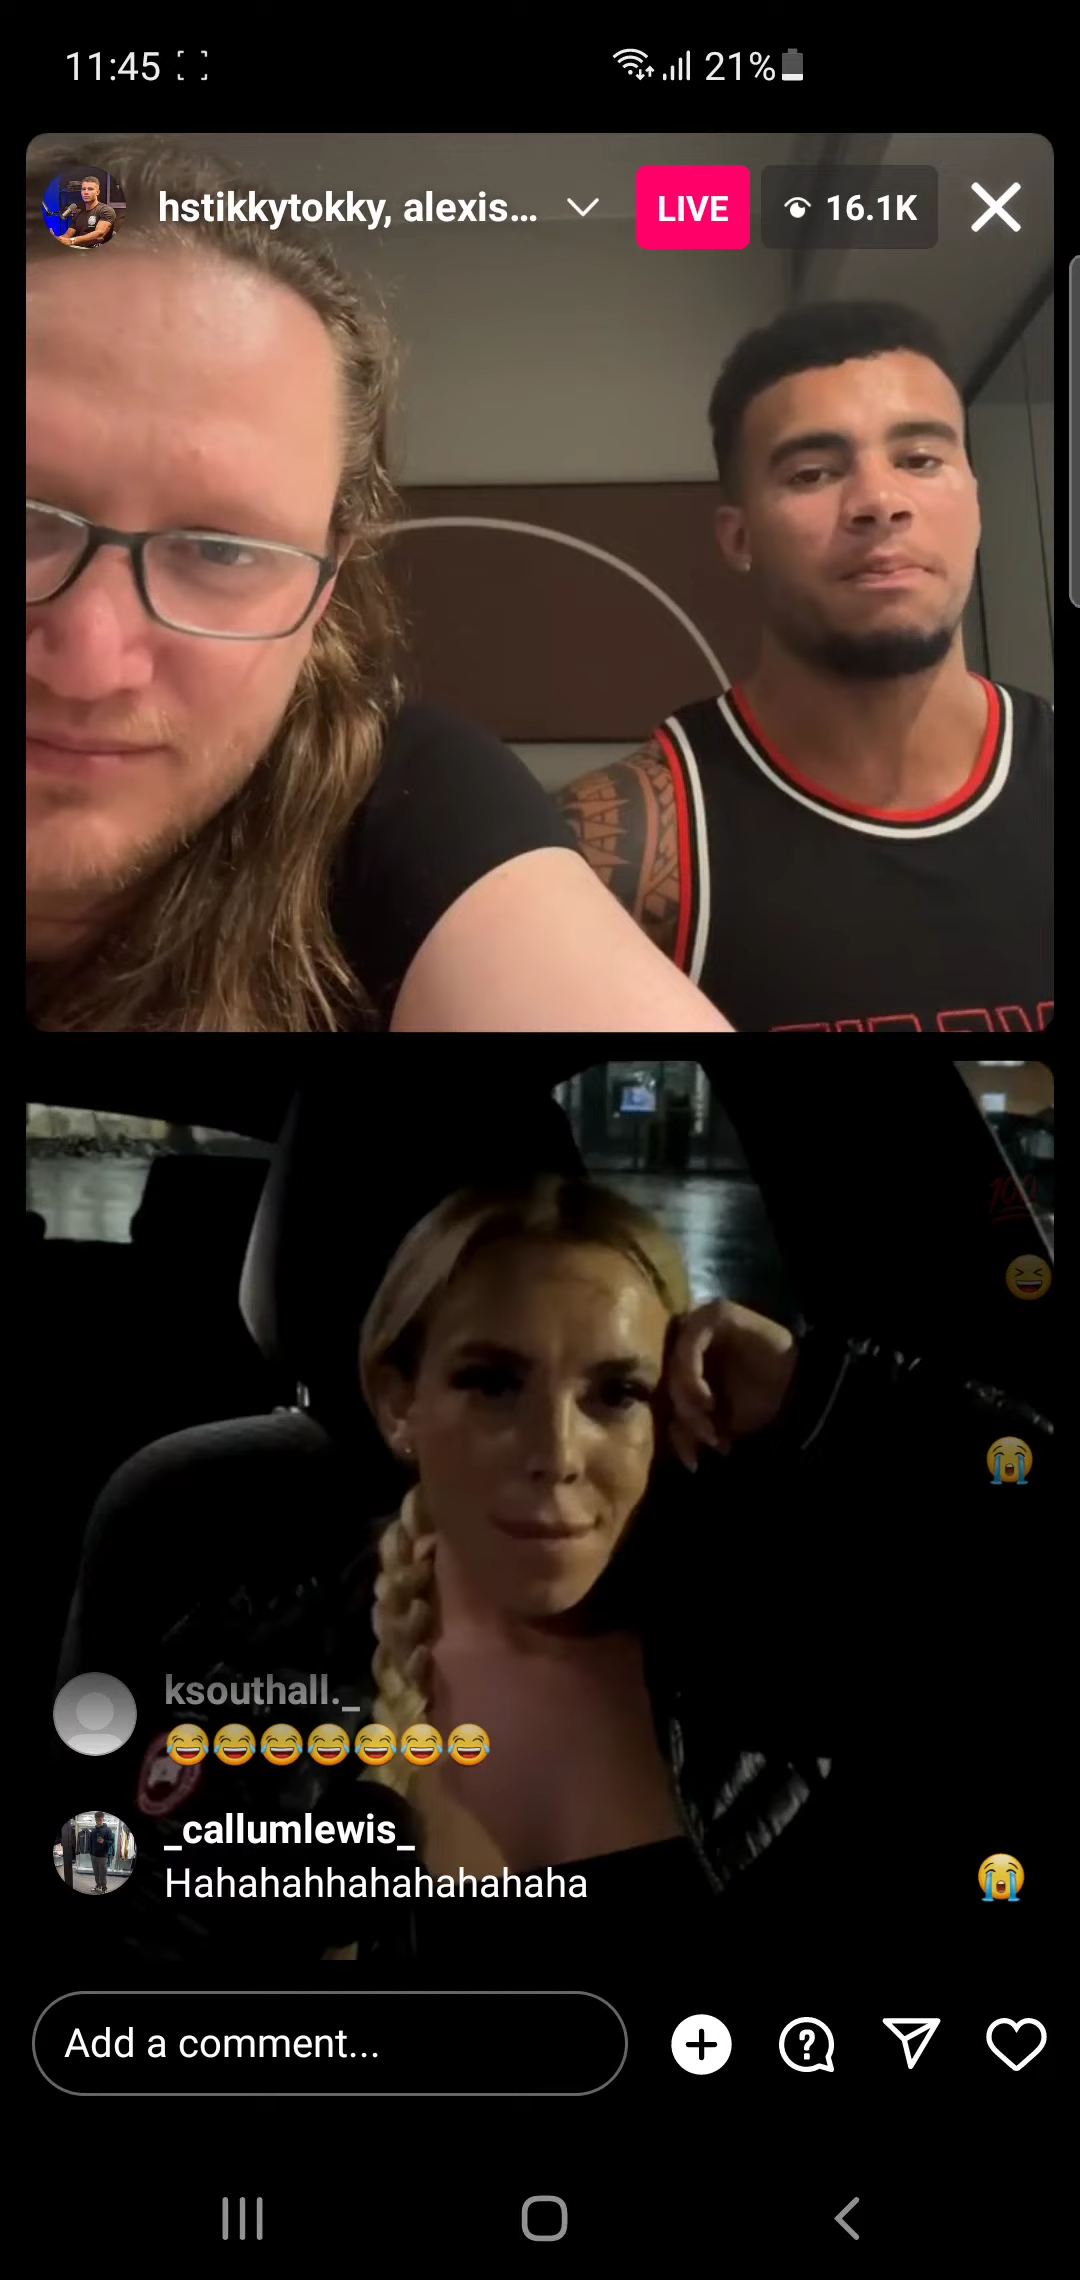 11:45
21%
hstikkytokky, alexis...
LIVE
16.1K
ksouthall._
😂😂😂😂😂😂😂
_callumlewis_
Hahahahhahahahahaha
Add a comment...